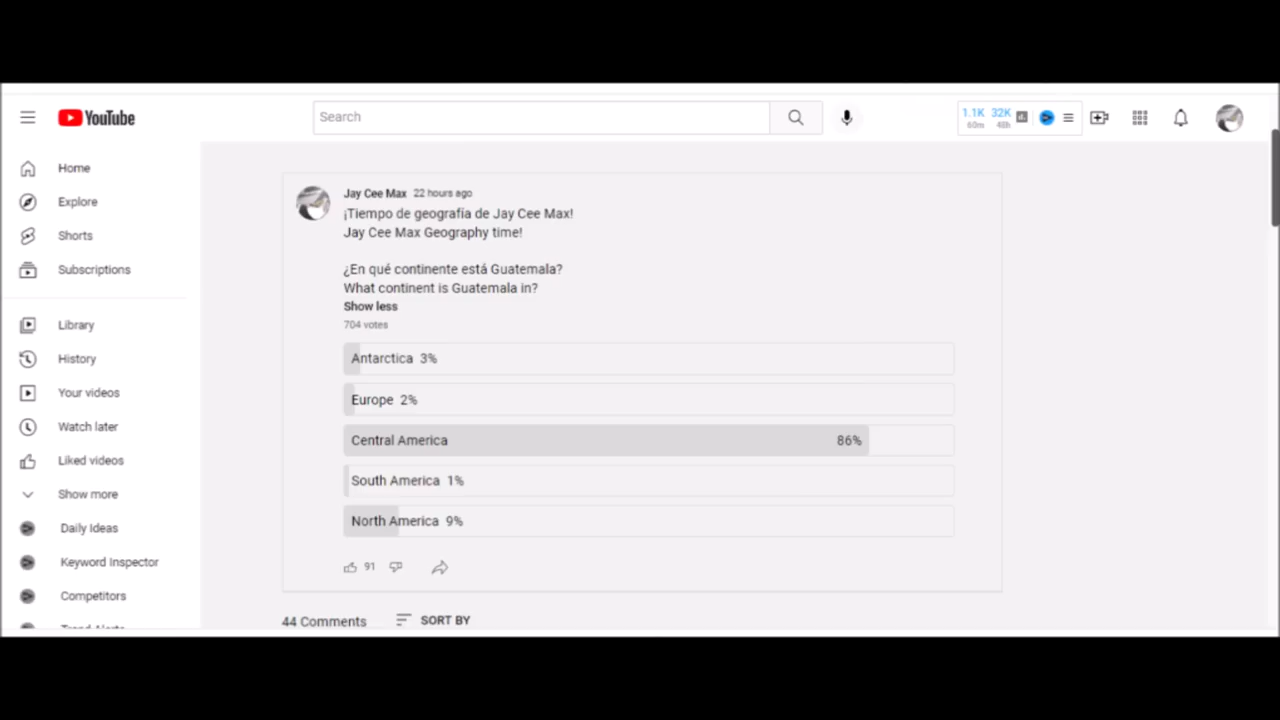 YouTube
Search
1.1K 32K
60m 48h
Home
Explore
Shorts
Subscriptions
Library
History
Your videos
Watch later
Liked videos
Show more
Daily Ideas
Keyword Inspector
Competitors
Trend Alerts
Jay Cee Max 22 hours ago
¡Tiempo de geografía de Jay Cee Max!
Jay Cee Max Geography time!
¿En qué continente está Guatemala?
What continent is Guatemala in?
Show less
704 votes
Antarctica 3%
Europe 2%
Central America 86%
South America 1%
North America 9%
91
44 Comments SORT BY